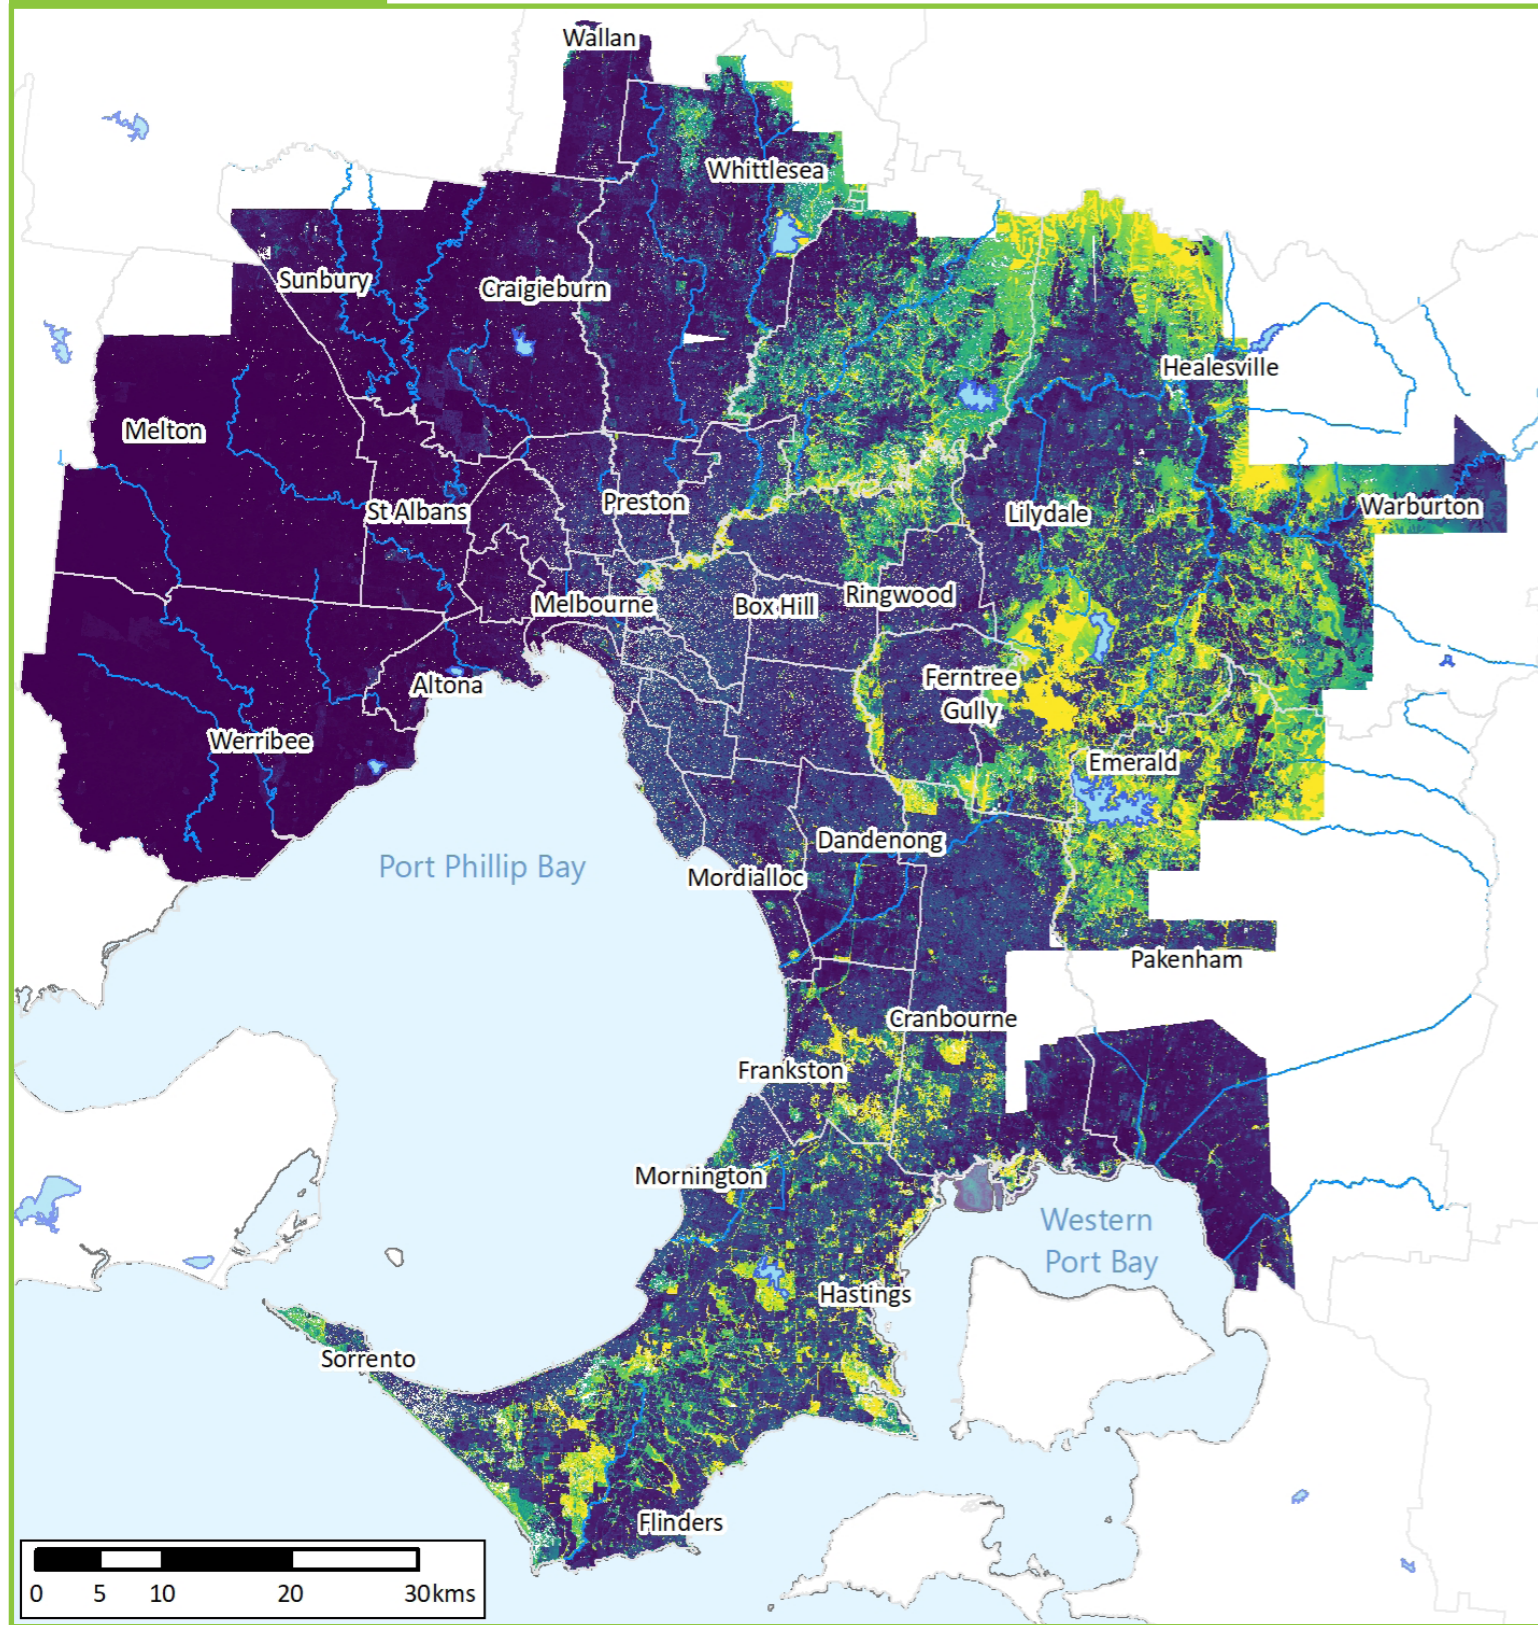 Wallan
Whittlesea
Sunbury
Craigieburn
Healesville
Melton
St Albans
Preston
Lilydale
Warburton
Melbourne
Box Hill
Ringwood
Altona
Ferntree
Gully
Werribee
Emerald
Dandenong
Port Phillip Bay
Mordialloc
Pakenham
Cranbourne
Frankston
Mornington
Western
Port Bay
Hastings
Sorrento
Flinders
0 5 10 20 30kms